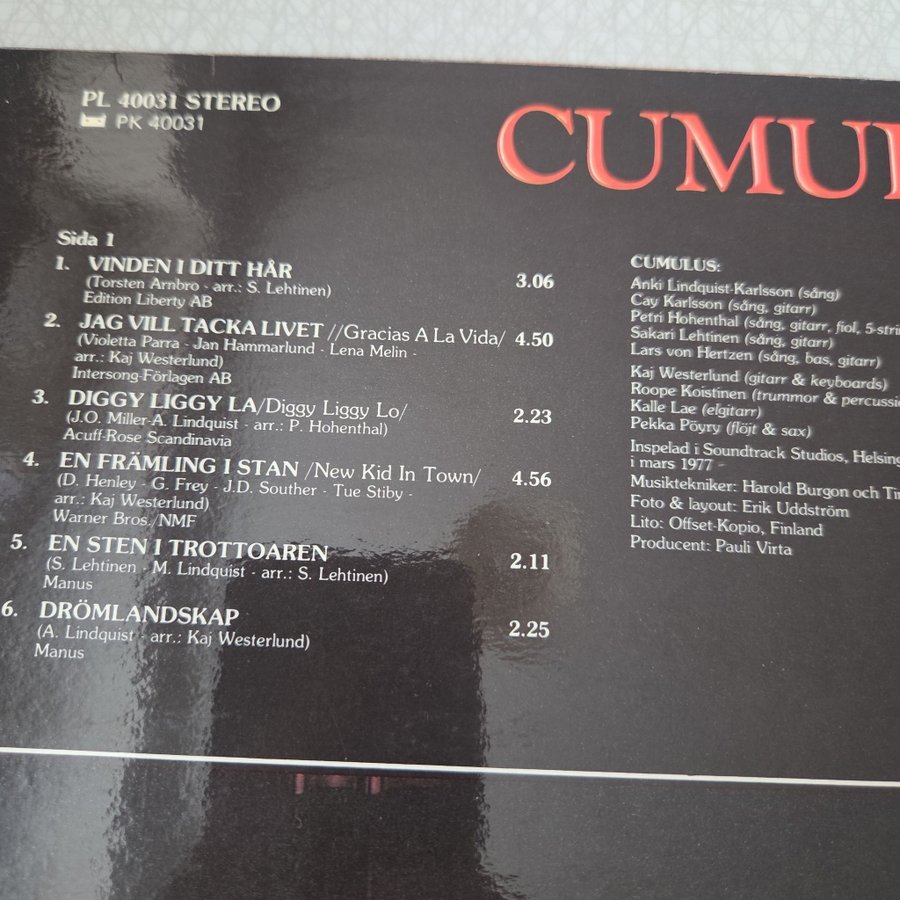 PL 40031 STEREO
PK 40031
CUMUL
Sida 1
1. VINDEN I DITT HÅR 3.06
(Torsten Arnbro - arr.: S. Lehtinen)
Edition Liberty AB
2. JAG VILL TACKA LIVET //Gracias A La Vida/ 4.50
(Violetta Parra - Jan Hammarlund - Lena Melin -
arr.: Kaj Westerlund)
Intersong-Förlagen AB
3. DIGGY LIGGY LA/Diggy Liggy Lo/ 2.23
(J.O. Miller-A. Lindquist - arr.: P. Hohenthal)
Acuff-Rose Scandinavia
4. EN FRÄMLING I STAN /New Kid In Town/ 4.56
(D. Henley - G. Frey - J.D. Souther - Tue Stiby -
arr.: Kaj Westerlund)
Warner Bros./NMF
5. EN STEN I TROTTOAREN 2.11
(S. Lehtinen - M. Lindquist - arr.: S. Lehtinen)
Manus
6. DRÖMLANDSKAP 2.25
(A. Lindquist - arr.: Kaj Westerlund)
Manus
CUMULUS:
Anki Lindquist-Karlsson (sång)
Cay Karlsson (sång, gitarr)
Petri Hohenthal (sång, gitarr, fiol, 5-strin
Sakari Lehtinen (sång, gitarr)
Lars von Hertzen (sång, bas, gitarr)
Kaj Westerlund (gitarr & keyboards)
Roope Koistinen (trummor & percussio
Kalle Lae (elgitarr)
Pekka Pöyry (flöjt & sax)
Inspelad i Soundtrack Studios, Helsing
i mars 1977 -
Musiktekniker: Harold Burgon och Ti
Foto & layout: Erik Uddström
Lito: Offset-Kopio, Finland
Producent: Pauli Virta